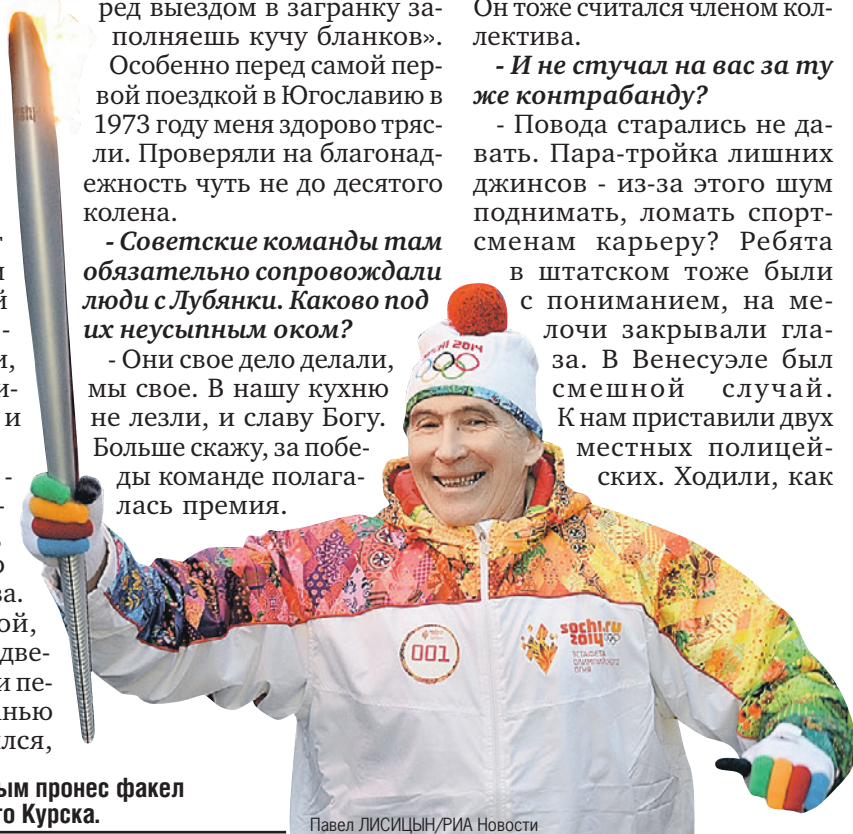 ред выездом в загранку за-
полняешь кучу бланков».
Особенно перед самой пер-
вой поездкой в Югославию в
1973 году меня здорово тряс-
ли. Проверяли на благонад-
ежность чуть не до десятого
колена.
- Советские команды там
обязательно сопровождали
люди с Лубянки. Каково под
их неусыпным оком?
- Они свое дело делали,
мы свое. В нашу кухню
не лезли, и славу Богу.
Больше скажу, за побе-
ды команде полага-
лась премия.
Он тоже считался членом кол-
лектива.
- И не стучал на вас за ту
же контрабанду?
- Повода старались не да-
вать. Пара-тройка лишних
джинсов - из-за этого шум
поднимать, ломать спорт-
сменам карьеру? Ребята
в штатском тоже были
с пониманием, на ме-
лочи закрывали гла-
за. В Венесуэле был
смешной случай.
К нам приставили двух
местных полицей-
ских. Ходили, как
sochi 2014
001
sochi.ru
2014
ЭСТАФЕТА
ОЛИМПИЙСКОГО
ОГНЯ
ым пронес факел
го Курска.
Павел ЛИСИЦЫН/РИА Новости